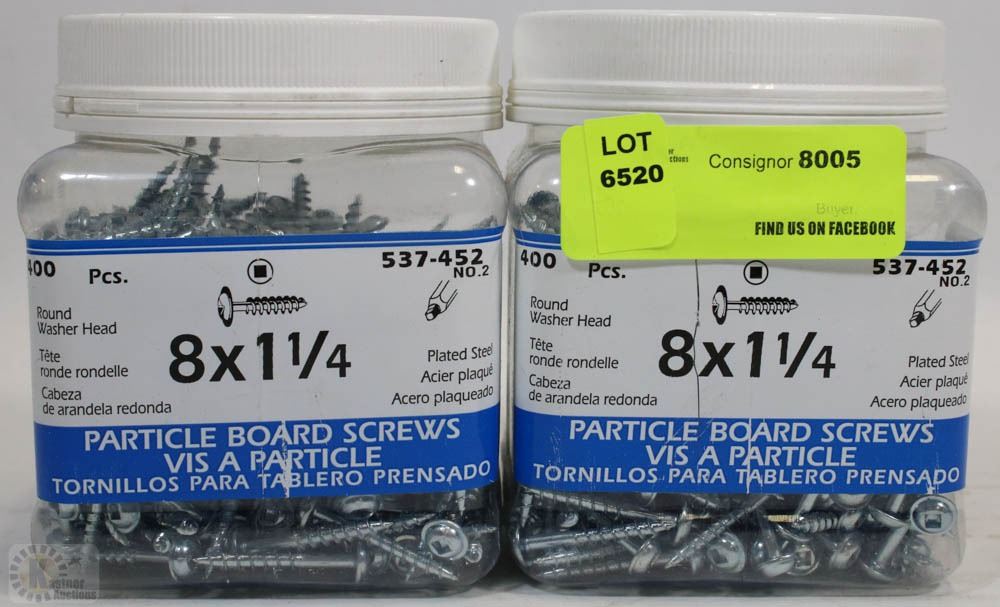 400 Pcs.
537-452
NO.2
Round
Washer Head
8x1 1/4
Tête
ronde rondelle
Cabeza
de arandela redonda
Plated Steel
Acier plaqué
Acero plaqueado
PARTICLE BOARD SCREWS
VIS A PARTICLE
TORNILLOS PARA TABLERO PRENSADO
LOT
6520
ctions
Consignor 8005
Buyer,
FIND US ON FACEBOOK
400 Pcs.
537-452
NO.2
Round
Washer Head
8x1 1/4
Tête
ronde rondelle
Cabeza
de arandela redonda
Plated Steel
Acier plaqué
Acero plaqueado
PARTICLE BOARD SCREWS
VIS A PARTICLE
TORNILLOS PARA TABLERO PRENSADO
Kastner
Auctions